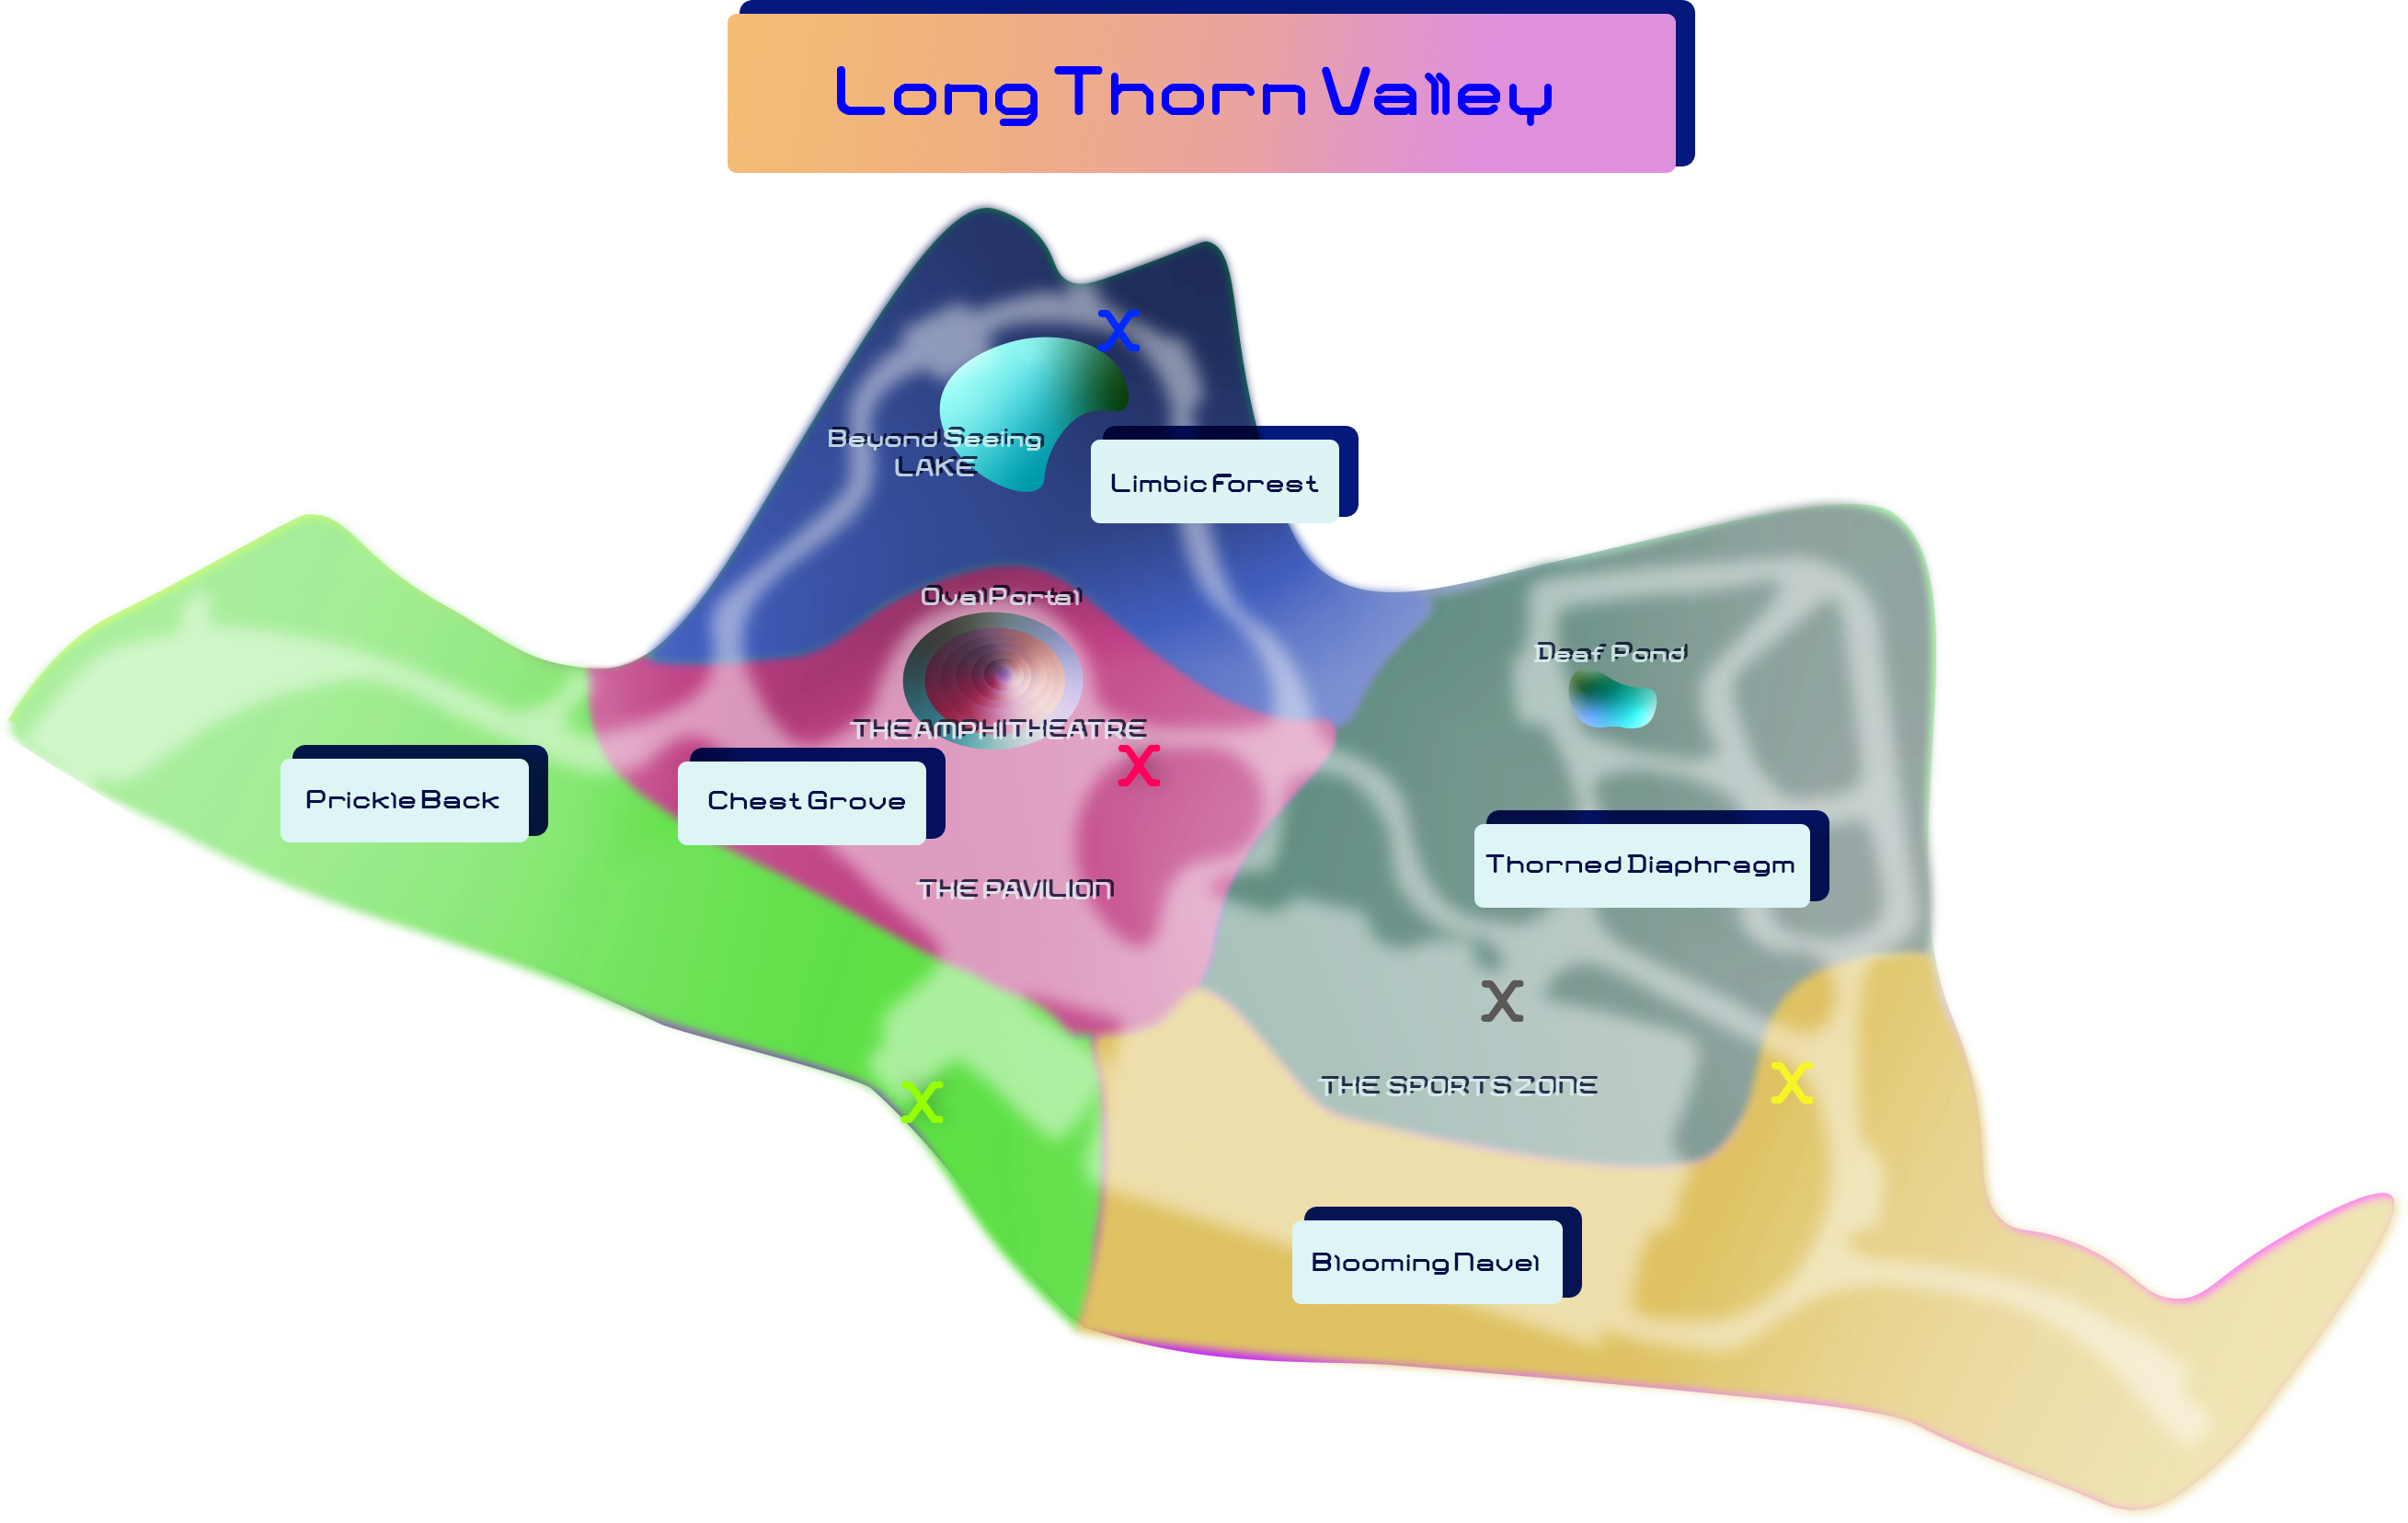 Long Thorn Valley
X
Beyond Seeing
LAKE
Limbic Forest
Oval Portal
Deaf Pond
THE AMPHITHEATRE
X
Prickle Back
Chest Grove
Thorned Diaphragm
THE PAVILION
X
THE SPORTS ZONE
X
X
Blooming Navel